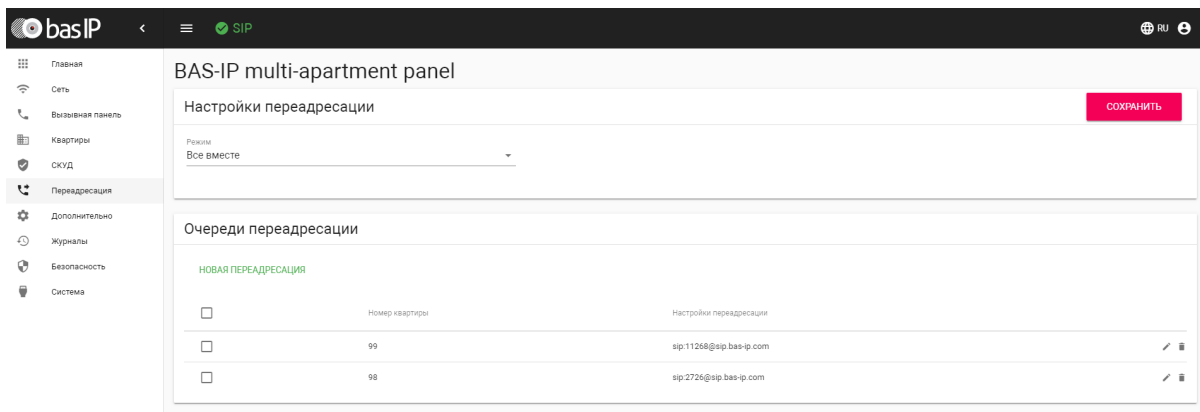 bas IP
SIP
RU
Главная
Сеть
Вызывная панель
Квартиры
СКУД
Переадресация
Дополнительно
Журналы
Безопасность
Система
BAS-IP multi-apartment panel
Настройки переадресации
СОХРАНИТЬ
Режим
Все вместе
Очереди переадресации
НОВАЯ ПЕРЕАДРЕСАЦИЯ
Номер квартиры Настройки переадресации
99 sip:11268@sip.bas-ip.com
98 sip:2726@sip.bas-ip.com